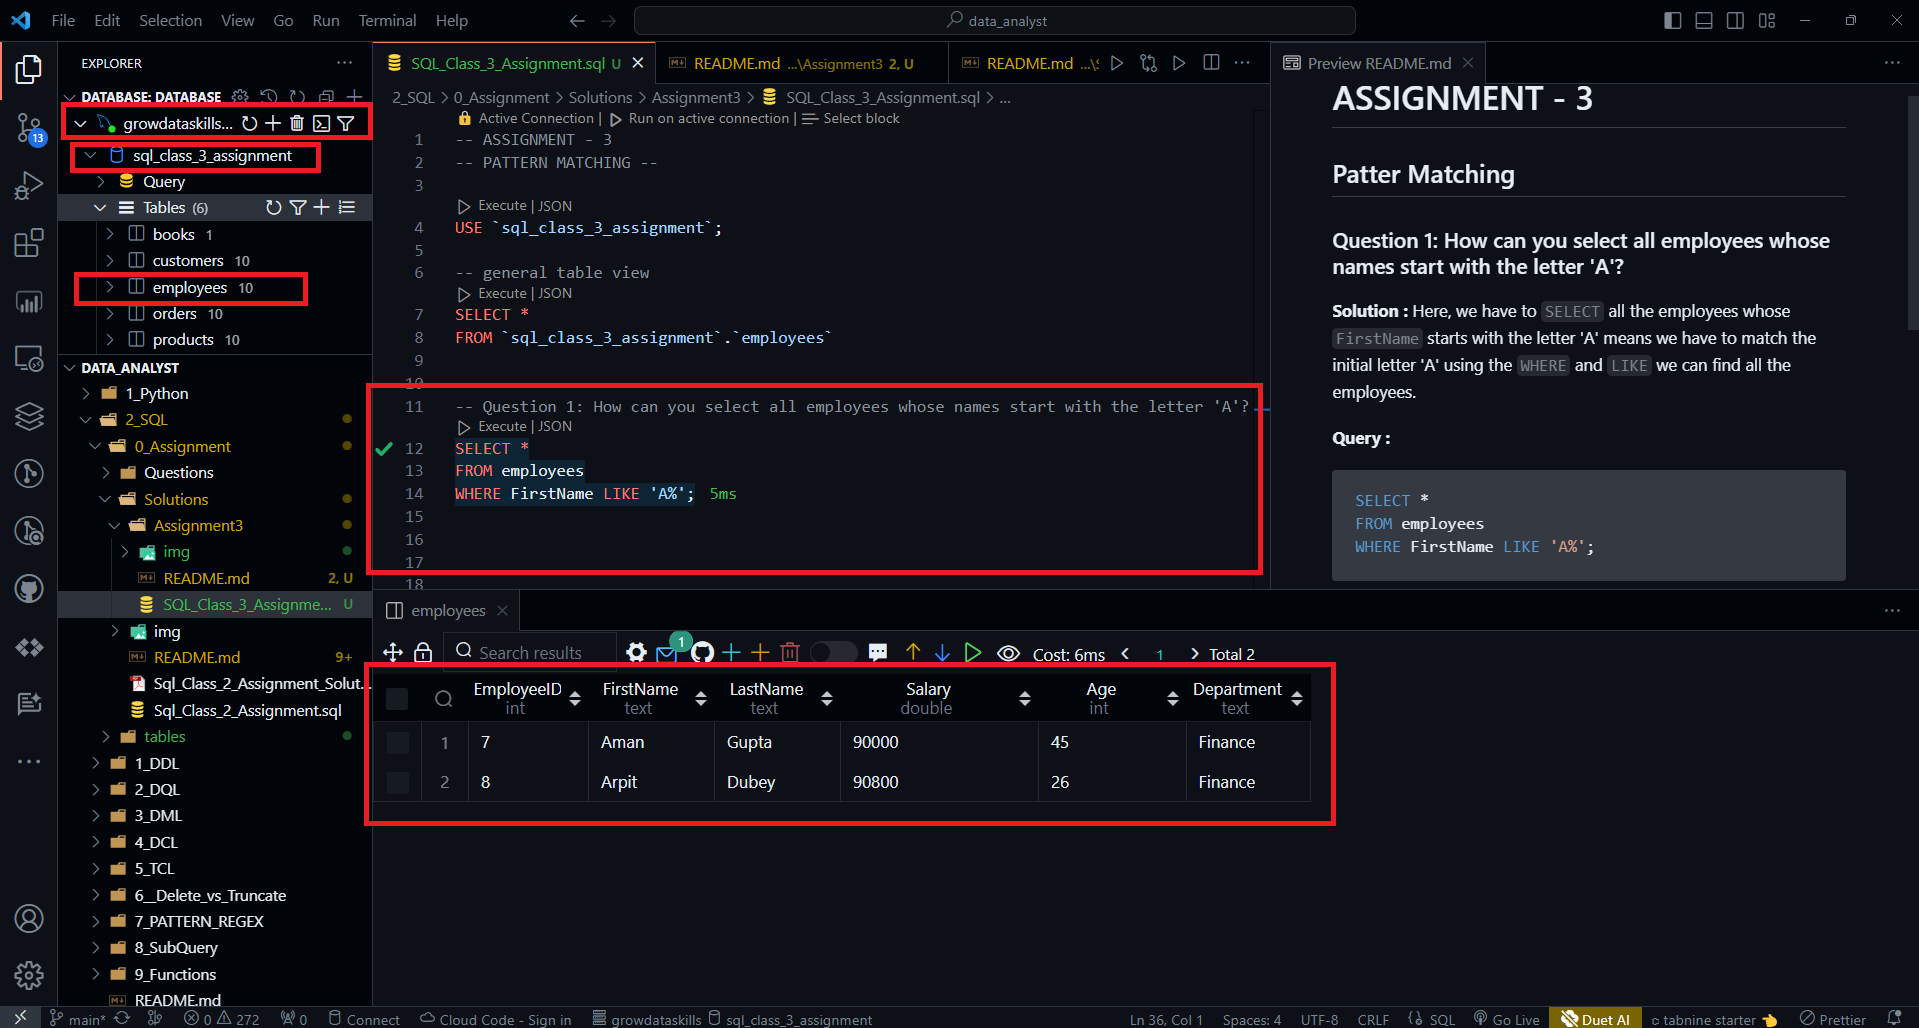 File Edit Selection View Go Run Terminal Help
data_analyst
EXPLORER
DATABASE: DATABASE
growdataskills...
sql_class_3_assignment
Query
Tables (6)
books 1
customers 10
employees 10
orders 10
products 10
DATA_ANALYST
1_Python
2_SQL
0_Assignment
Questions
Solutions
Assignment3
img
README.md 2, U
SQL_Class_3_Assignme... U
img
README.md 9+
Sql_Class_2_Assignment_Solut...
Sql_Class_2_Assignment.sql
tables
1_DDL
2_DQL
3_DML
4_DCL
5_TCL
6__Delete_vs_Truncate
7_PATTERN_REGEX
8_SubQuery
9_Functions
README.md
13
SQL_Class_3_Assignment.sql U
README.md ...\Assignment3 2, U
README.md ...\S
2_SQL > 0_Assignment > Solutions > Assignment3 > SQL_Class_3_Assignment.sql > ...
Active Connection | Run on active connection | Select block
1 -- ASSIGNMENT - 3
2 -- PATTERN MATCHING --
3
Execute | JSON
4 USE `sql_class_3_assignment`;
5
6 -- general table view
Execute | JSON
7 SELECT *
8 FROM `sql_class_3_assignment`.`employees`
9
10
11 -- Question 1: How can you select all employees whose names start with the letter 'A'?
Execute | JSON
12 SELECT *
13 FROM employees
14 WHERE FirstName LIKE 'A%'; 5ms
15
16
17
18
Preview README.md
ASSIGNMENT - 3
Patter Matching
Question 1: How can you select all employees whose
names start with the letter 'A'?
Solution : Here, we have to SELECT all the employees whose
FirstName starts with the letter 'A' means we have to match the
initial letter 'A' using the WHERE and LIKE we can find all the
employees.
Query :
SELECT *
FROM employees
WHERE FirstName LIKE 'A%';
employees
Search results
1
Cost: 6ms < 1 > Total 2
EmployeeID FirstName LastName Salary Age Department
int text text double int text
1 7 Aman Gupta 90000 45 Finance
2 8 Arpit Dubey 90800 26 Finance
main* 0 272 0 Connect Cloud Code - Sign in growdataskills sql_class_3_assignment Ln 36, Col 1 Spaces: 4 UTF-8 CRLF SQL Go Live Duet AI tabnine starter Prettier